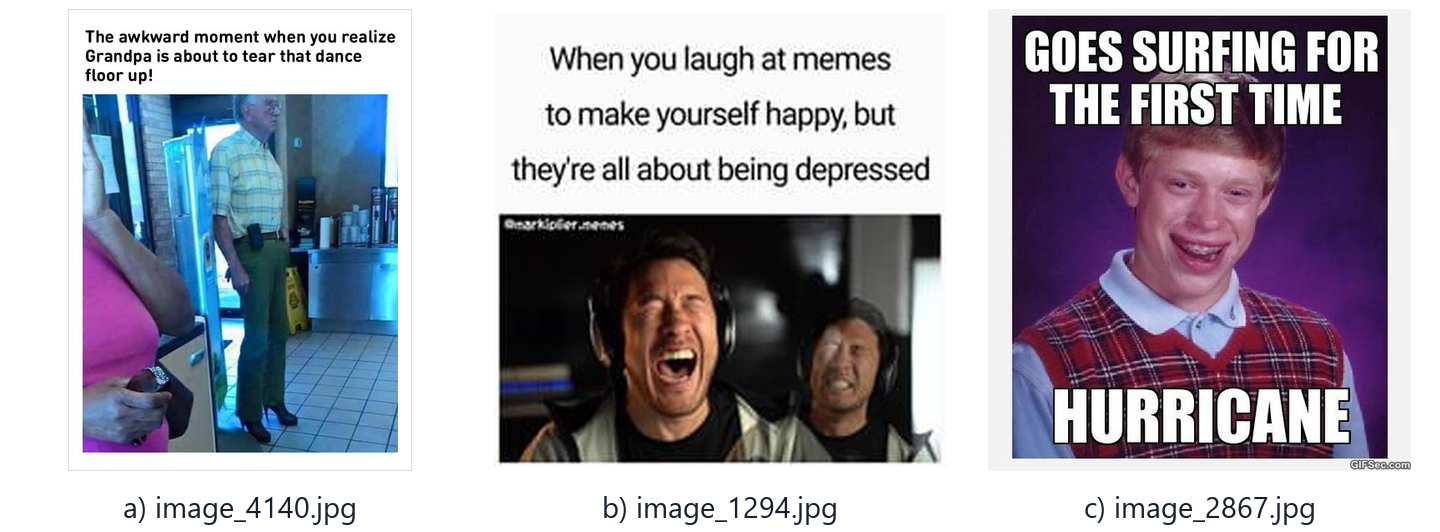 The awkward moment when you realize
Grandpa is about to tear that dance
floor up!
When you laugh at memes
to make yourself happy, but
they're all about being depressed
@markiplier.memes
GOES SURFING FOR
THE FIRST TIME
HURRICANE
GIFSec.com
a) image_4140.jpg
b) image_1294.jpg
c) image_2867.jpg